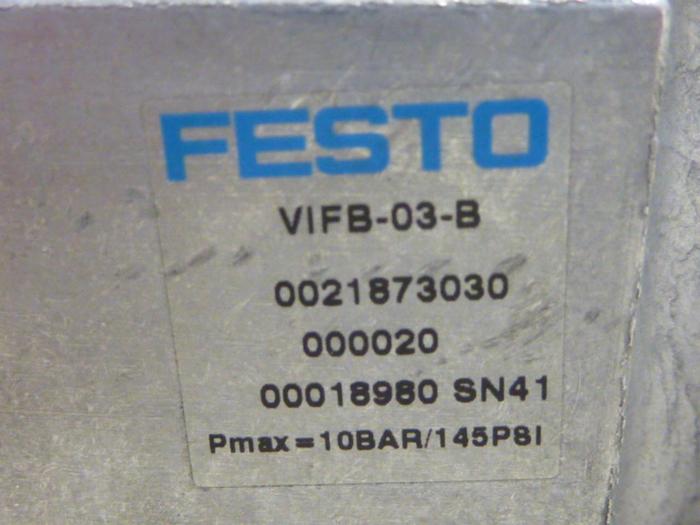 FESTO
VIFB-03-B
0021873030
000020
00018980 SN41
Pmax=10BAR/145PSI